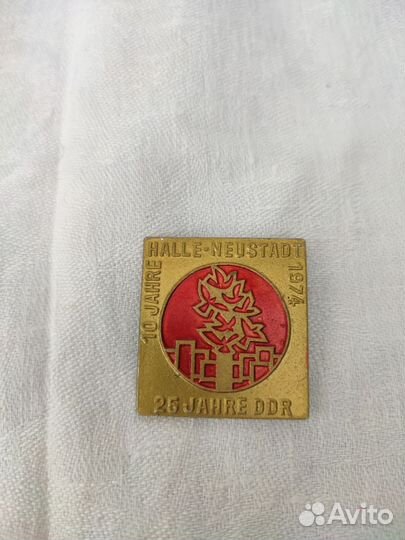 HALLE-NEUSTADT
10 JAHRE
1974
25 JAHRE DDR
Avito